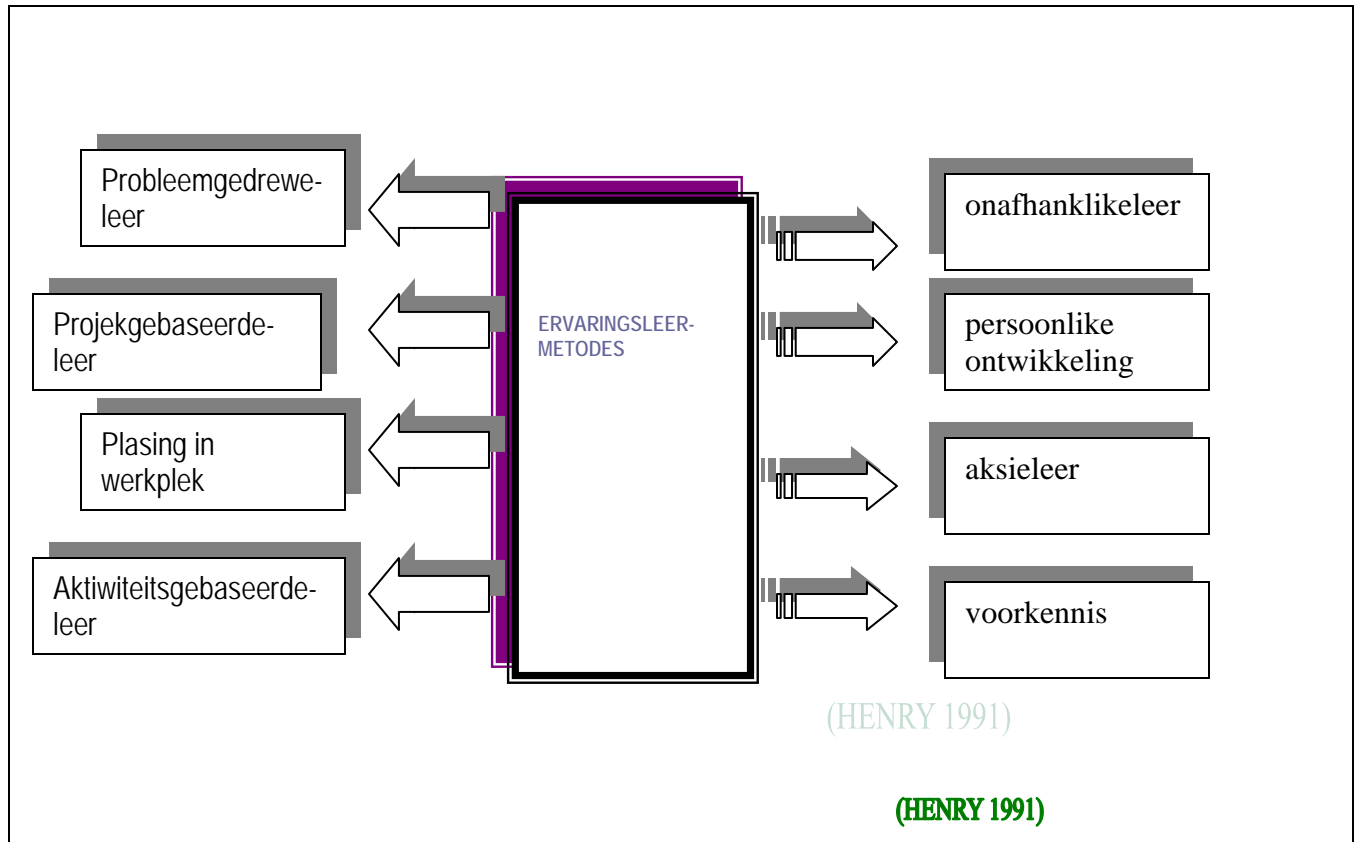 Probleemgedrewe-
leer
Projekgebaseerde-
leer
Plasing in
werkplek
Aktiwiteitsgebaseerde-
leer
ERVARINGSLEER-
METODES
onafhanklikeleer
persoonlike
ontwikkeling
aksieleer
voorkennis
(HENRY 1991)
(HENRY 1991)